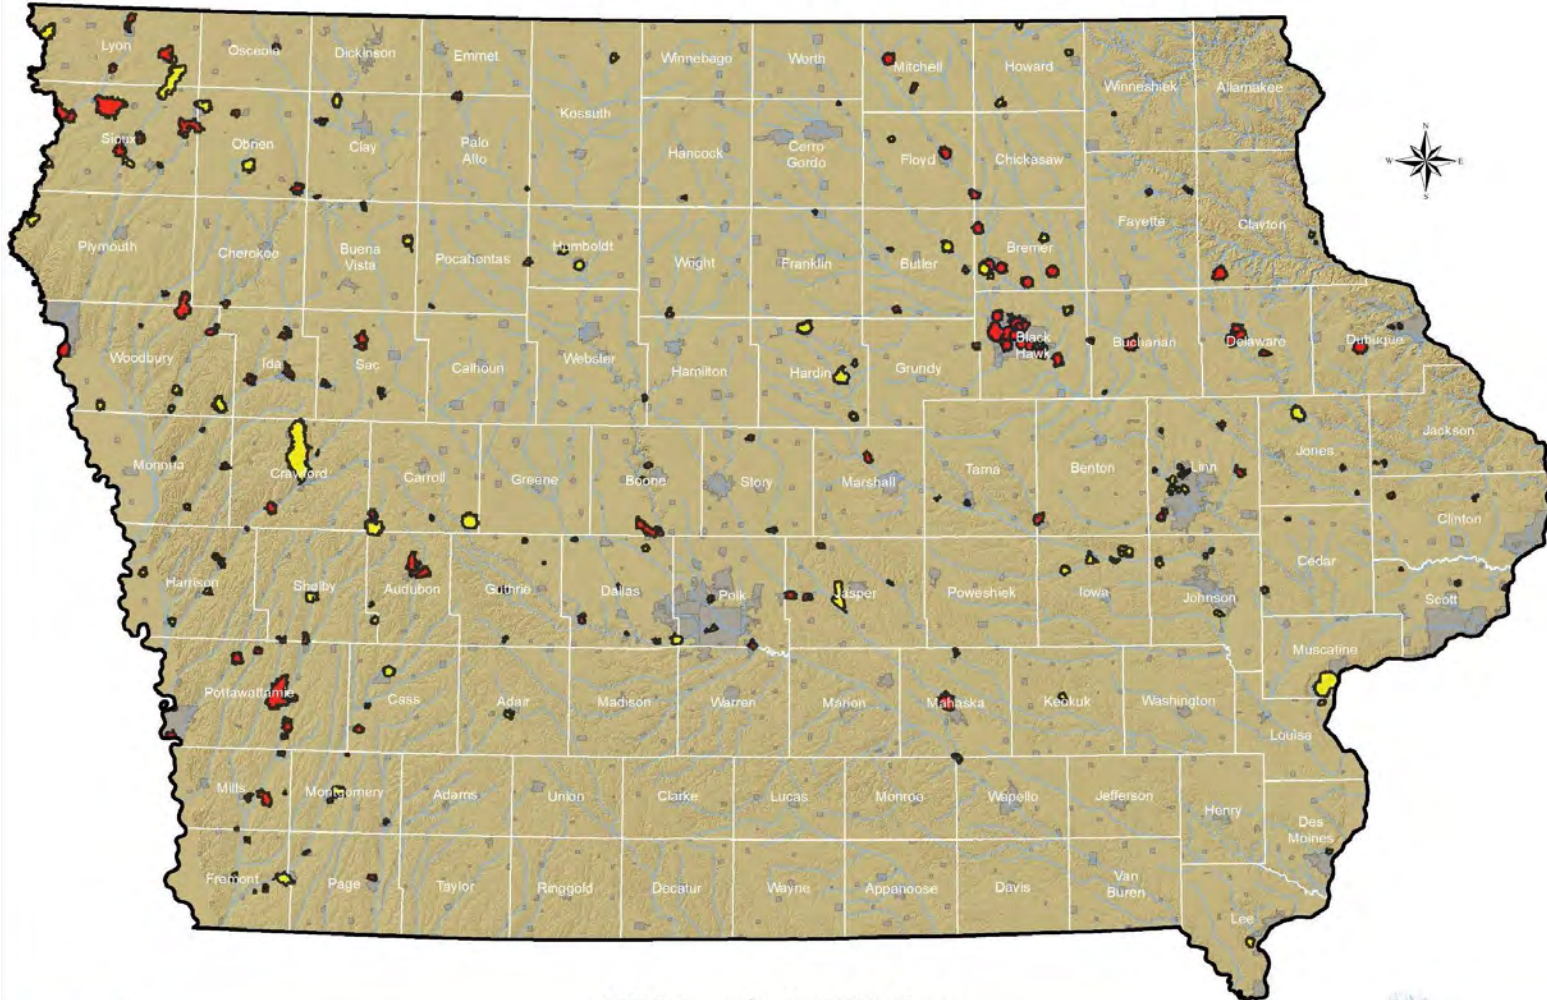 Lyon
Osceola
Dickinson
Emmet
Winnebago
Worth
Mitchell
Howard
Winneshiek
Allamakee
Kossuth
Sioux
Obrien
Clay
Palo
Alto
Hancock
Cerro
Gordo
Floyd
Chickasaw
N
W
E
S
Plymouth
Cherokee
Buena
Vista
Pocahontas
Humboldt
Wright
Franklin
Butler
Bremer
Fayette
Clayton
Woodbury
Ida
Sac
Calhoun
Webster
Hamilton
Hardin
Grundy
Black
Hawk
Buchanan
Delaware
Dubuque
Monona
Crawford
Carroll
Greene
Boone
Story
Marshall
Tama
Benton
Linn
Jones
Jackson
Clinton
Harrison
Shelby
Audubon
Guthrie
Dallas
Polk
Jasper
Poweshiek
Iowa
Johnson
Cedar
Scott
Muscatine
Pottawattamie
Cass
Adair
Madison
Warren
Marion
Mahaska
Keokuk
Washington
Louisa
Mills
Montgomery
Adams
Union
Clarke
Lucas
Monroe
Wapello
Jefferson
Henry
Des
Moines
Fremont
Page
Taylor
Ringgold
Decatur
Wayne
Appanoose
Davis
Van
Buren
Lee